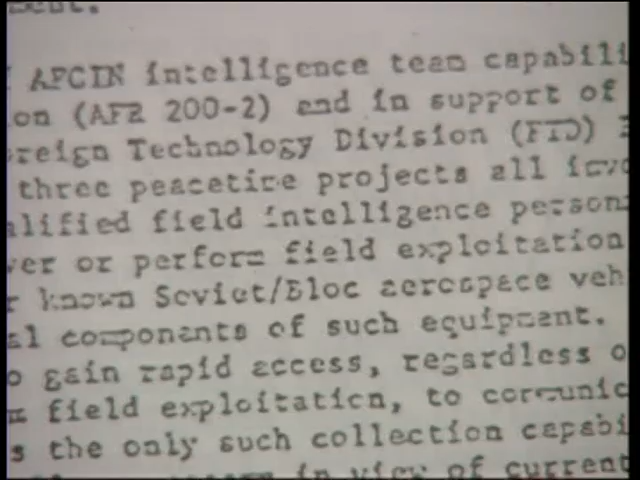 AFCIN intelligence team capabili
on (AFR 200-2) and in support of
reign Technology Division (FTD)
three peacetime projects all invo
alified field intelligence person
ver or perform field exploitation
r known Soviet/Bloc aerospace veh
al components of such equipment.
o gain rapid access, regardless o
m field exploitation, to communic
s the only such collection capabi
in view of current